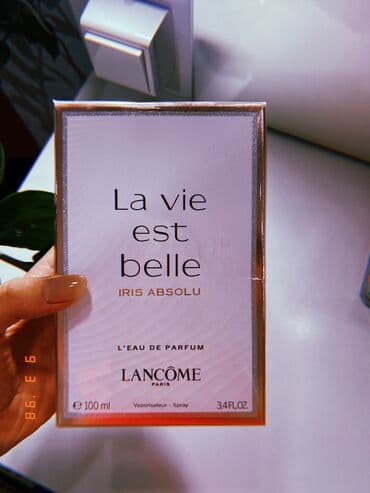 La vie
est
belle
IRIS ABSOLU
L'EAU DE PARFUM
LANCÔME
PARIS
e 100 ml
Vaporisateur - Spray
3.4 FL.OZ.
9 3 '98